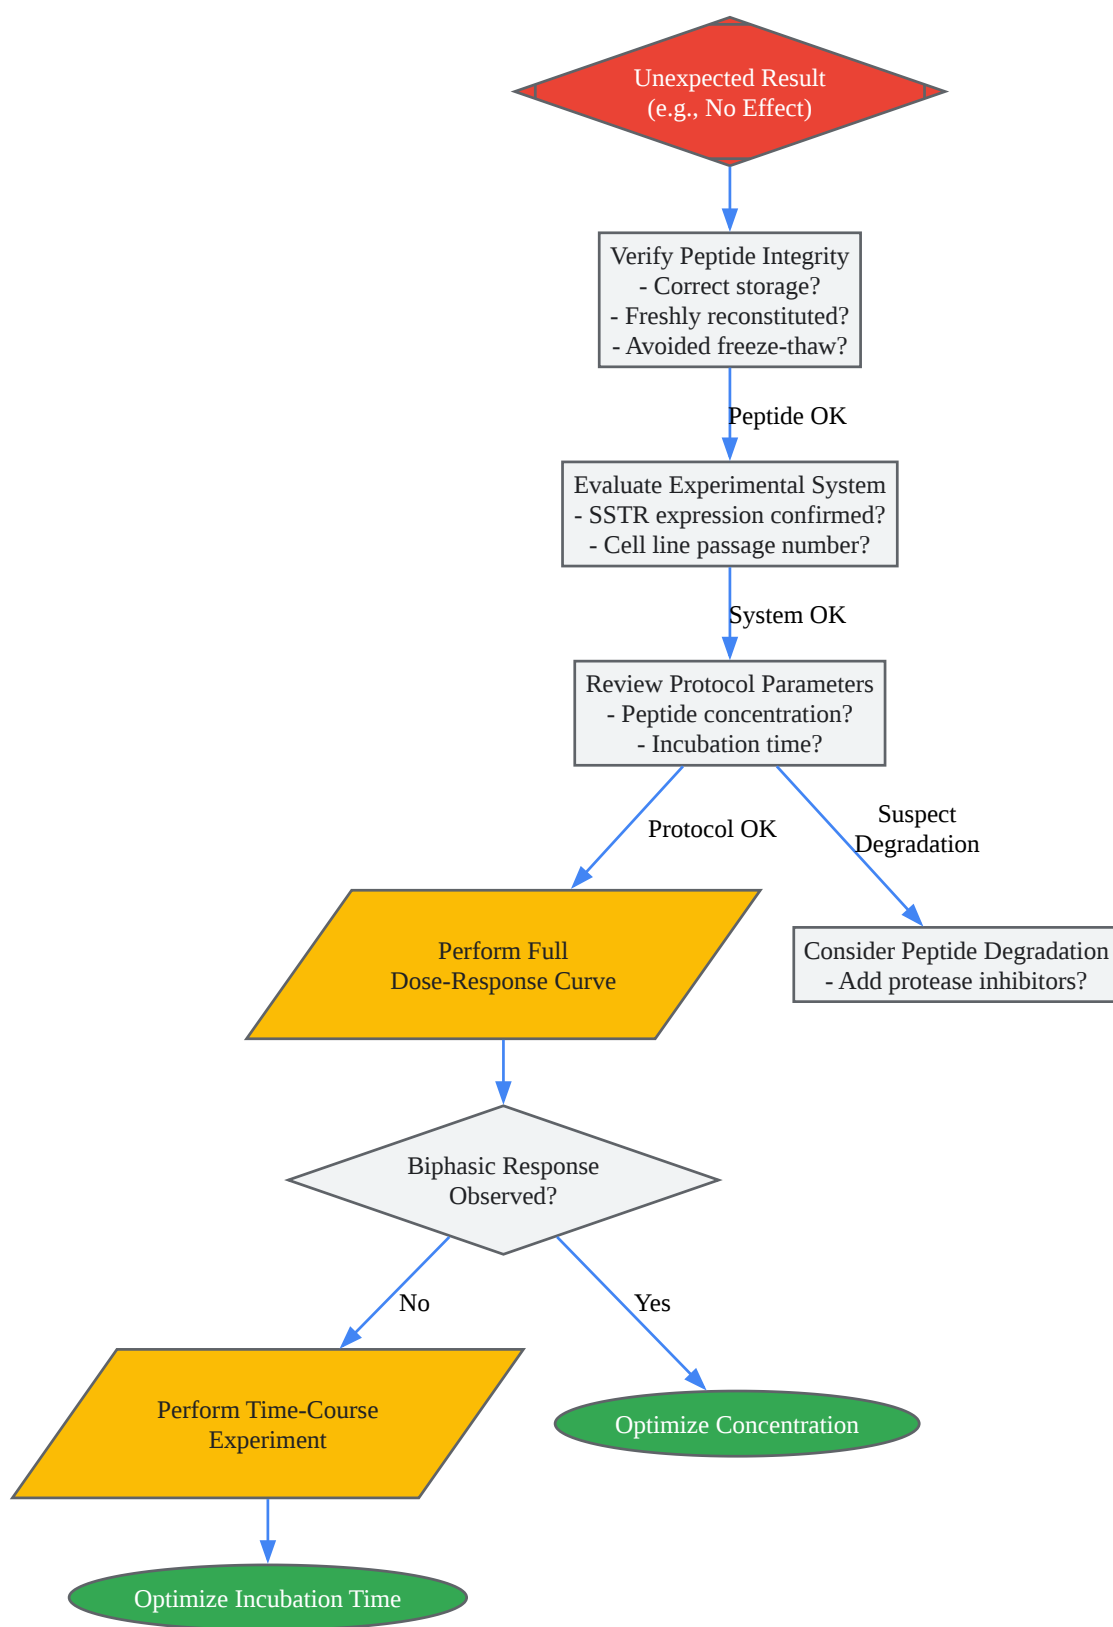 Unexpected Result
(e.g., No Effect)
Verify Peptide Integrity
- Correct storage?
- Freshly reconstituted?
- Avoided freeze-thaw?
Peptide OK
Evaluate Experimental System
- SSTR expression confirmed?
- Cell line passage number?
System OK
Review Protocol Parameters
- Peptide concentration?
- Incubation time?
Protocol OK
Suspect
Degradation
Perform Full
Dose-Response Curve
Consider Peptide Degradation
- Add protease inhibitors?
Biphasic Response
Observed?
No
Yes
Perform Time-Course
Experiment
Optimize Concentration
Optimize Incubation Time